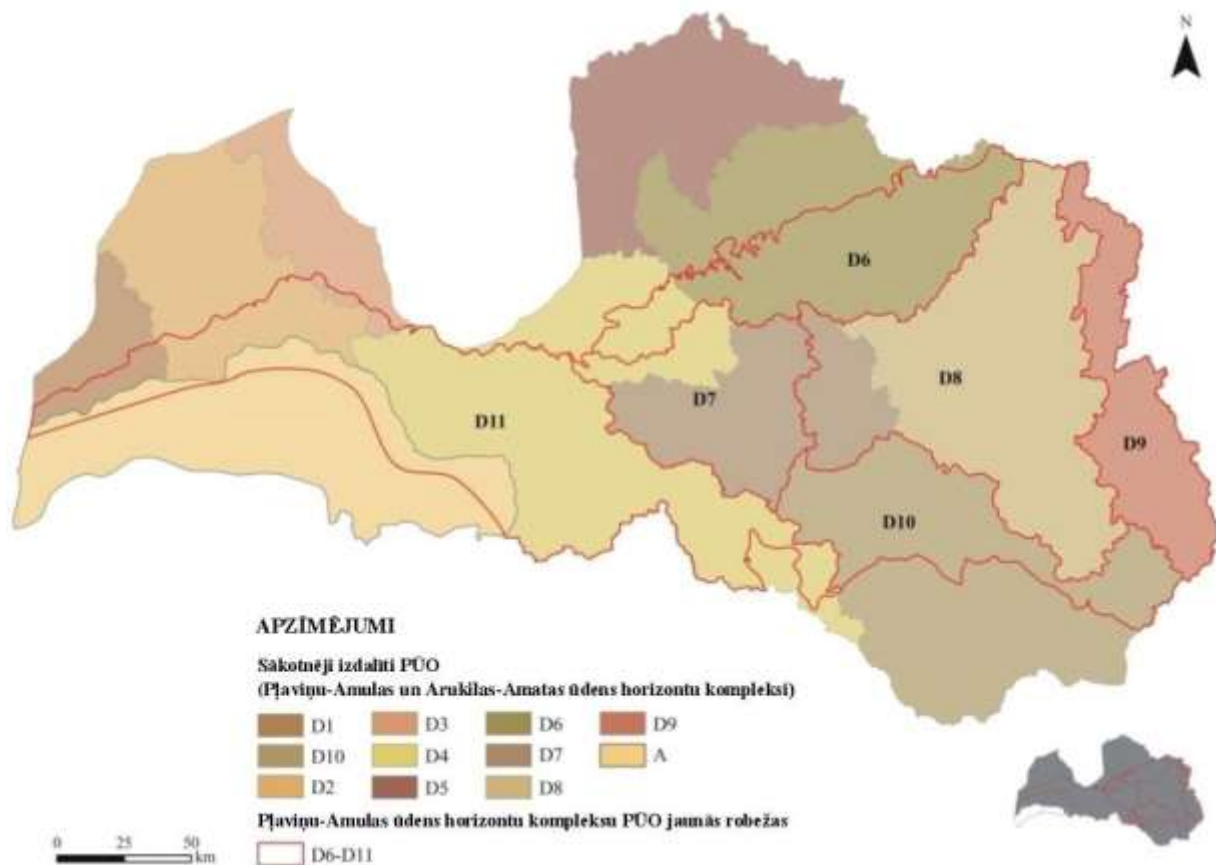 N
D6
D8
D7
D11
D9
D10
APZĪMĒJUMI
Sākotnēji izdalīti PŪO
(Pļaviņu-Amulas un Arukilas-Amatas ūdens horizontu kompleksi)
D1 D3 D6 D9
D10 D4 D7 A
D2 D5 D8
Pļaviņu-Amulas ūdens horizontu kompleksu PŪO jaunās robežas
D6-D11
0 25 50
km